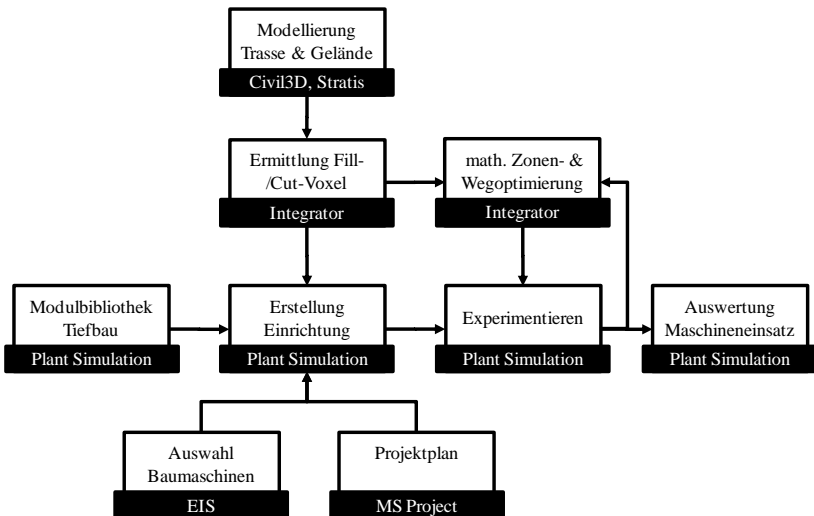 Modellierung
Trasse & Gelände
Civil3D, Stratis
Ermittlung Fill-
/Cut-Voxel
Integrator
math. Zonen- &
Wegoptimierung
Integrator
Modulbibliothek
Tiefbau
Plant Simulation
Erstellung
Einrichtung
Plant Simulation
Experimentieren
Plant Simulation
Auswertung
Maschineneinsatz
Plant Simulation
Auswahl
Baumaschinen
EIS
Projektplan
MS Project